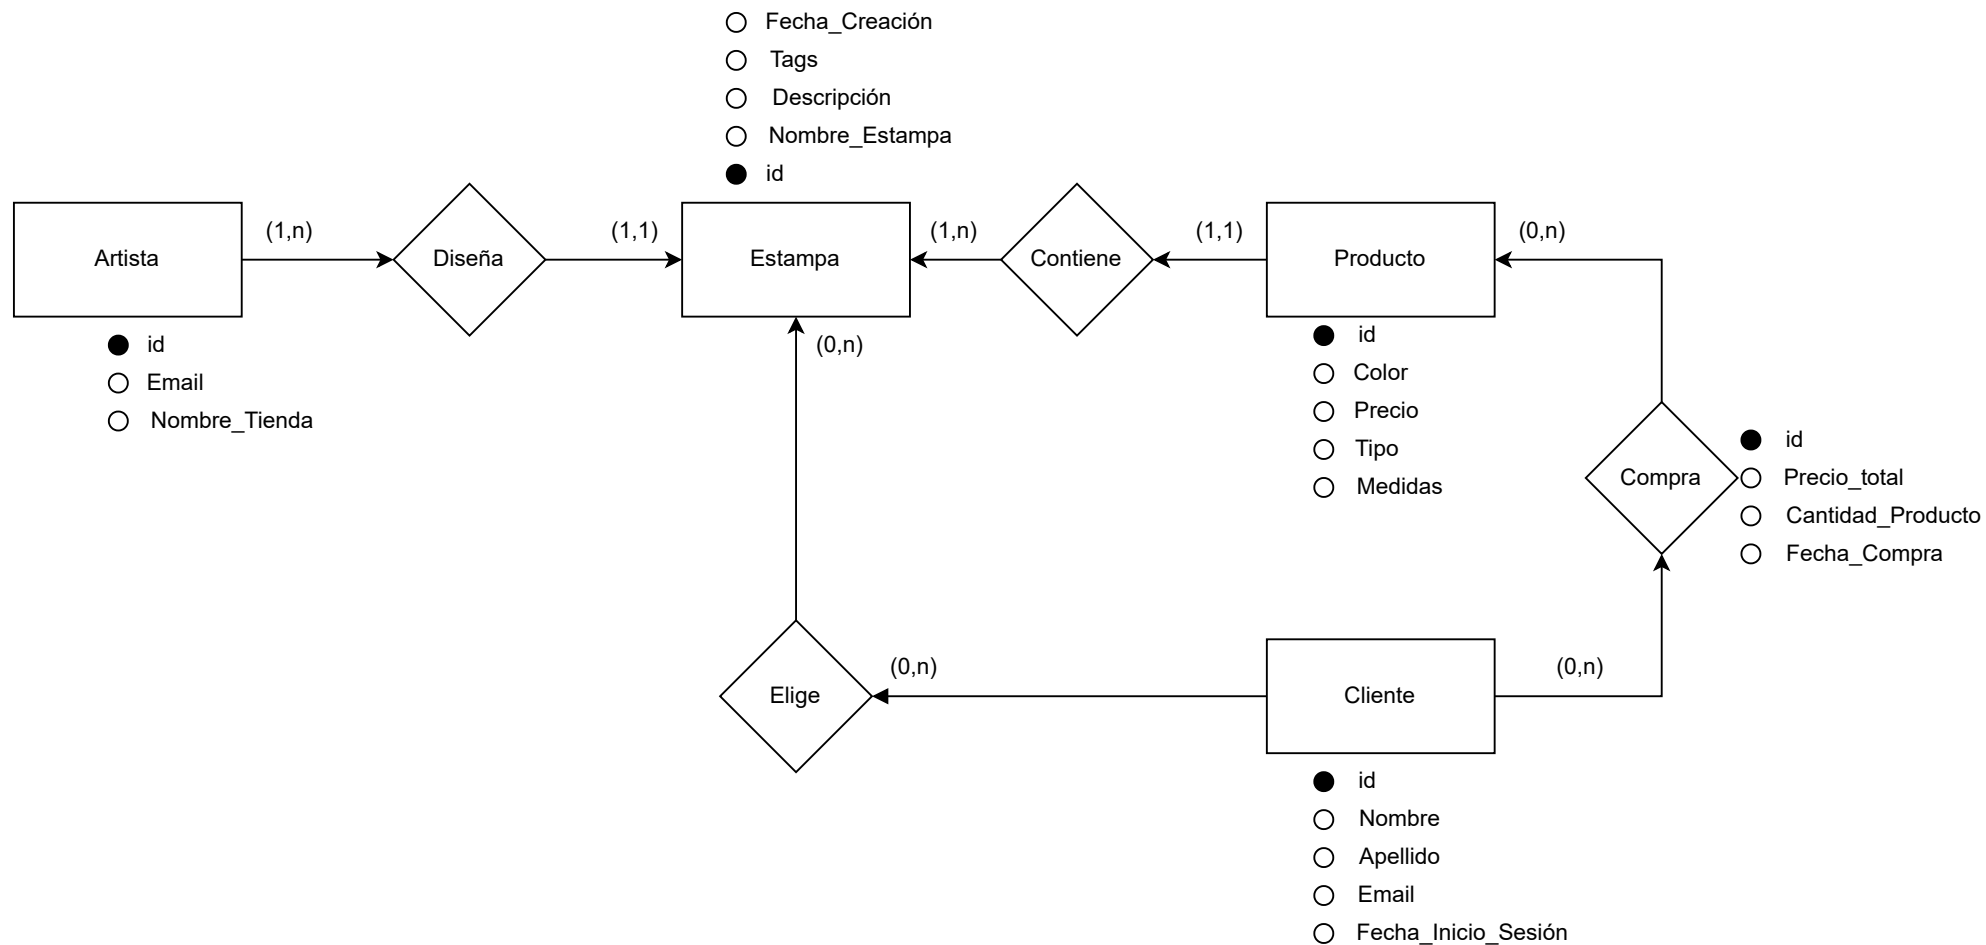 Fecha_Creación
Tags
Descripción
Nombre_Estampa
id
Artista
(1,n)
Diseña
(1,1)
Estampa
(1,n)
Contiene
(1,1)
Producto
(0,n)
id
Email
Nombre_Tienda
(0,n)
id
Color
Precio
Tipo
Medidas
Compra
id
Precio_total
Cantidad_Producto
Fecha_Compra
Elige
(0,n)
Cliente
(0,n)
id
Nombre
Apellido
Email
Fecha_Inicio_Sesión